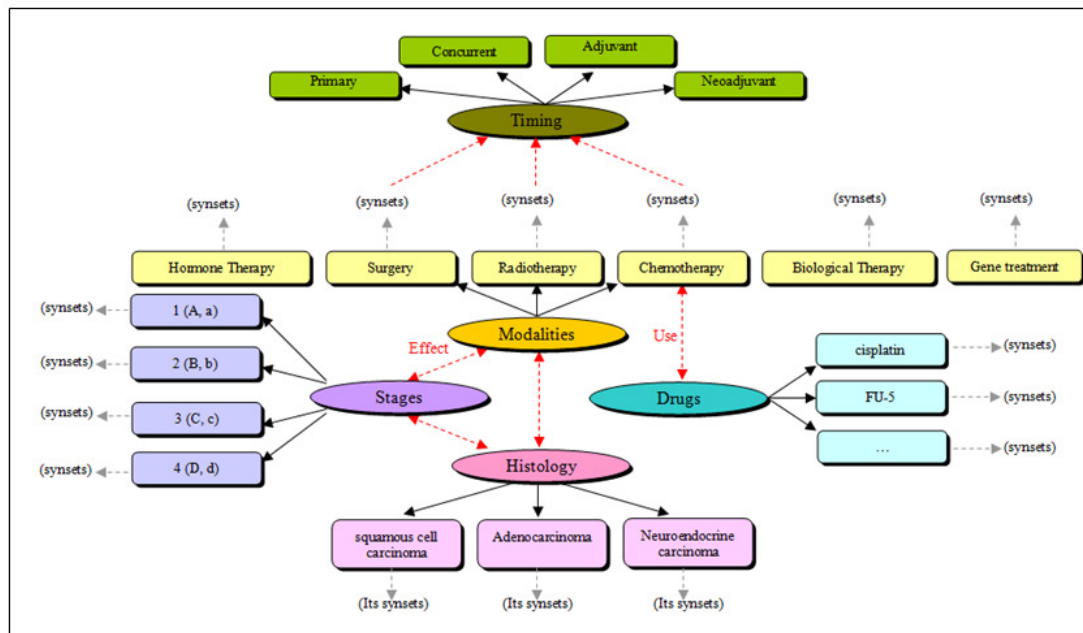 Concurrent
Adjuvant
Primary
Neoadjuvant
Timing
(synsets)
(synsets)
(synsets)
(synsets)
(synsets)
(synsets)
Hormone Therapy
Surgery
Radiotherapy
Chemotherapy
Biological Therapy
Gene treatment
(synsets)
1 (A, a)
Modalities
Effect
Use
(synsets)
2 (B, b)
cisplatin
(synsets)
Stages
Drugs
FU-5
(synsets)
(synsets)
3 (C, c)
...
(synsets)
(synsets)
4 (D, d)
Histology
squamous cell
carcinoma
Adenocarcinoma
Neuroendocrine
carcinoma
(Its synsets)
(Its synsets)
(Its synsets)